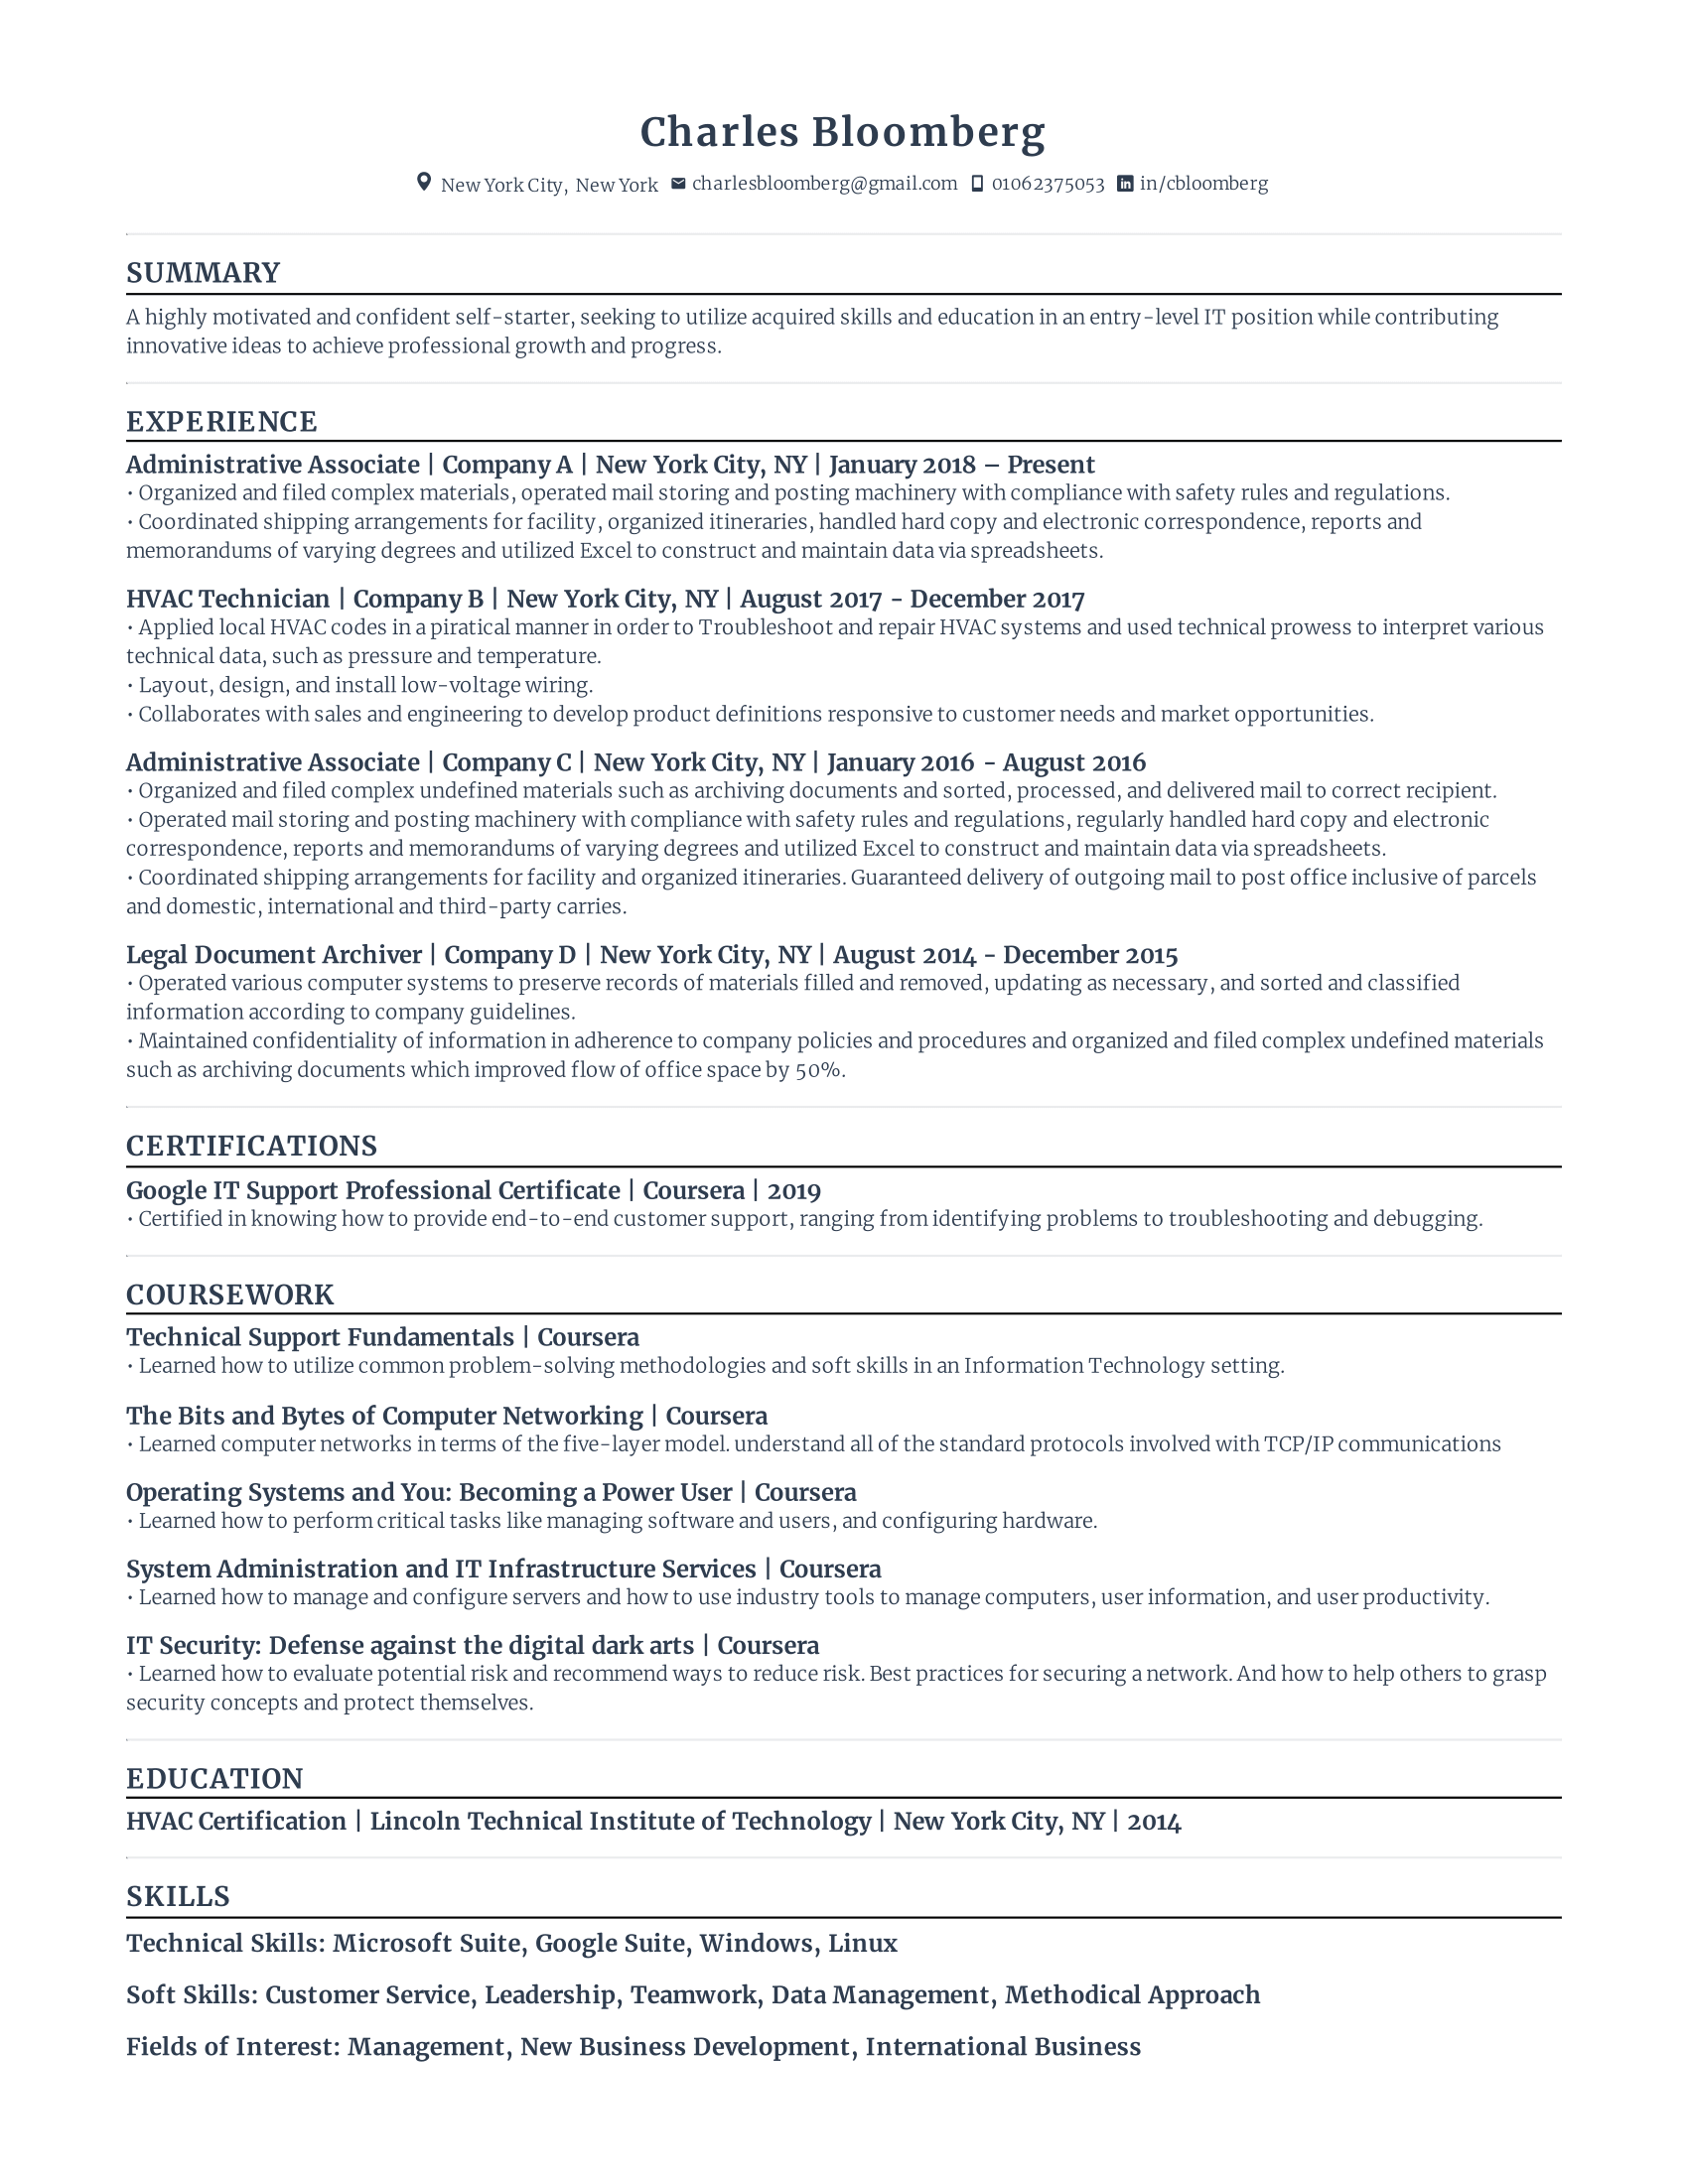 Charles Bloomberg
New York City, New York charlesbloomberg@gmail.com 01062375053 in/cbloomberg
SUMMARY
A highly motivated and confident self-starter, seeking to utilize acquired skills and education in an entry-level IT position while contributing
innovative ideas to achieve professional growth and progress.
EXPERIENCE
Administrative Associate | Company A | New York City, NY | January 2018 – Present
• Organized and filed complex materials, operated mail storing and posting machinery with compliance with safety rules and regulations.
• Coordinated shipping arrangements for facility, organized itineraries, handled hard copy and electronic correspondence, reports and
memorandums of varying degrees and utilized Excel to construct and maintain data via spreadsheets.
HVAC Technician | Company B | New York City, NY | August 2017 - December 2017
• Applied local HVAC codes in a piratical manner in order to Troubleshoot and repair HVAC systems and used technical prowess to interpret various
technical data, such as pressure and temperature.
• Layout, design, and install low-voltage wiring.
• Collaborates with sales and engineering to develop product definitions responsive to customer needs and market opportunities.
Administrative Associate | Company C | New York City, NY | January 2016 - August 2016
• Organized and filed complex undefined materials such as archiving documents and sorted, processed, and delivered mail to correct recipient.
• Operated mail storing and posting machinery with compliance with safety rules and regulations, regularly handled hard copy and electronic
correspondence, reports and memorandums of varying degrees and utilized Excel to construct and maintain data via spreadsheets.
• Coordinated shipping arrangements for facility and organized itineraries. Guaranteed delivery of outgoing mail to post office inclusive of parcels
and domestic, international and third-party carries.
Legal Document Archiver | Company D | New York City, NY | August 2014 - December 2015
• Operated various computer systems to preserve records of materials filled and removed, updating as necessary, and sorted and classified
information according to company guidelines.
• Maintained confidentiality of information in adherence to company policies and procedures and organized and filed complex undefined materials
such as archiving documents which improved flow of office space by 50%.
CERTIFICATIONS
Google IT Support Professional Certificate | Coursera | 2019
• Certified in knowing how to provide end-to-end customer support, ranging from identifying problems to troubleshooting and debugging.
COURSEWORK
Technical Support Fundamentals | Coursera
• Learned how to utilize common problem-solving methodologies and soft skills in an Information Technology setting.
The Bits and Bytes of Computer Networking | Coursera
• Learned computer networks in terms of the five-layer model. understand all of the standard protocols involved with TCP/IP communications
Operating Systems and You: Becoming a Power User | Coursera
• Learned how to perform critical tasks like managing software and users, and configuring hardware.
System Administration and IT Infrastructure Services | Coursera
• Learned how to manage and configure servers and how to use industry tools to manage computers, user information, and user productivity.
IT Security: Defense against the digital dark arts | Coursera
• Learned how to evaluate potential risk and recommend ways to reduce risk. Best practices for securing a network. And how to help others to grasp
security concepts and protect themselves.
EDUCATION
HVAC Certification | Lincoln Technical Institute of Technology | New York City, NY | 2014
SKILLS
Technical Skills: Microsoft Suite, Google Suite, Windows, Linux
Soft Skills: Customer Service, Leadership, Teamwork, Data Management, Methodical Approach
Fields of Interest: Management, New Business Development, International Business